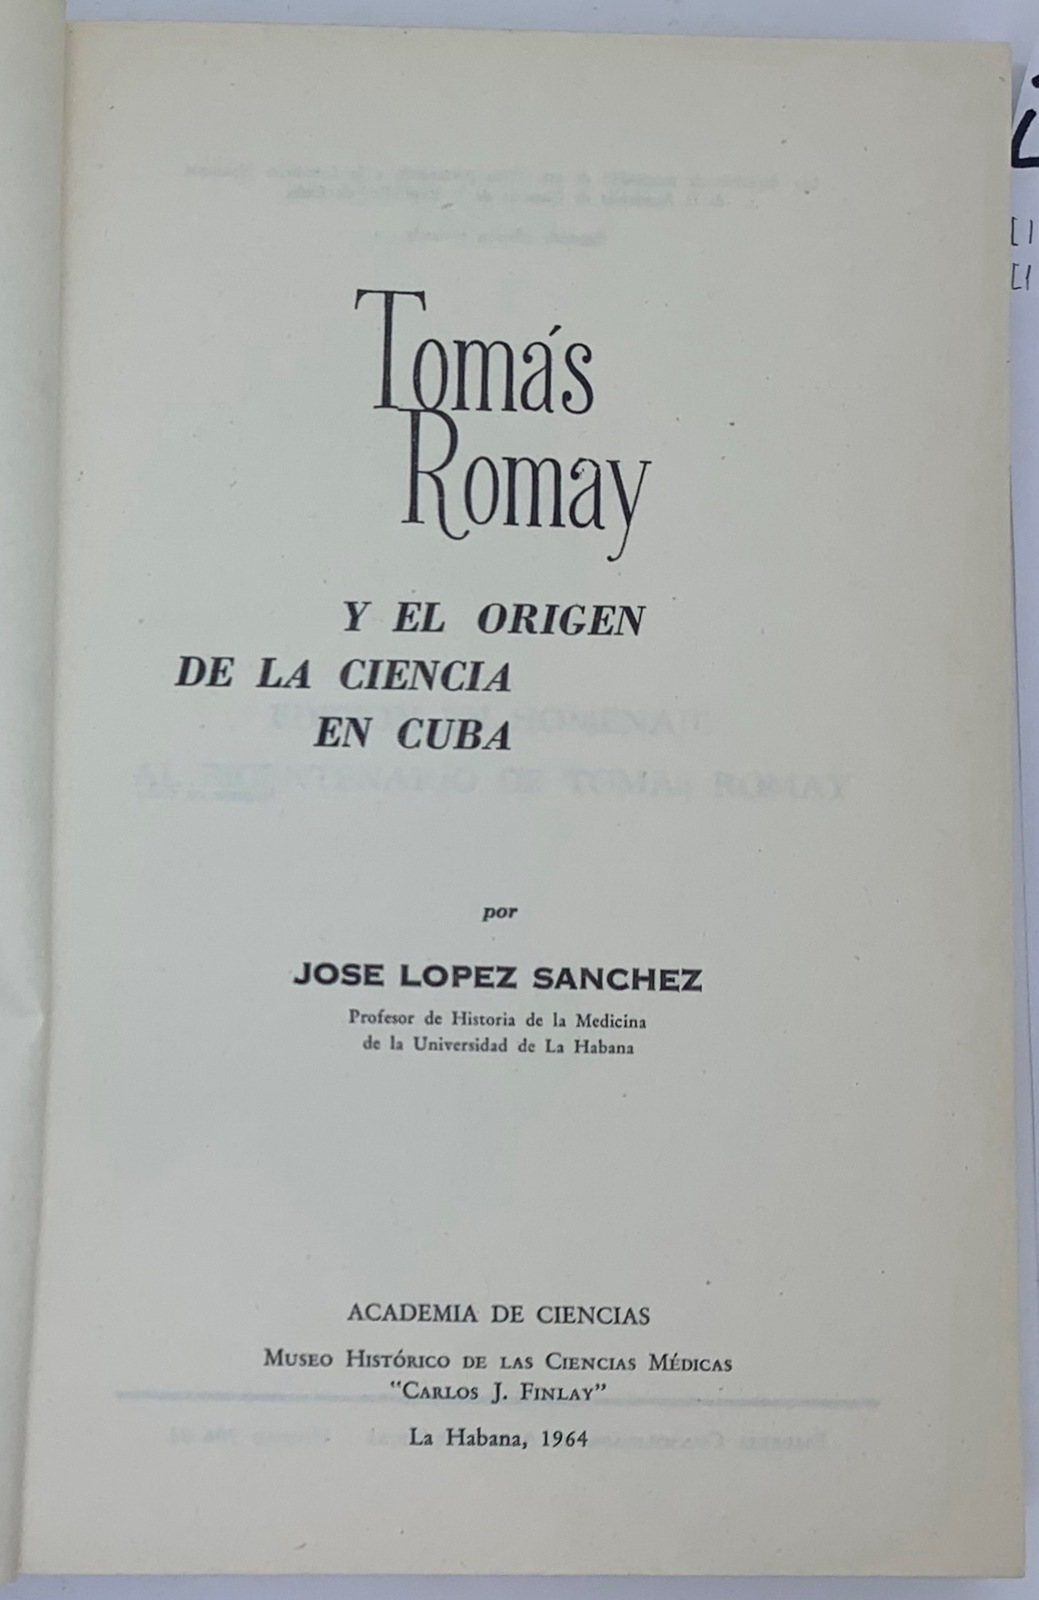 Tomás
Romay
Y EL ORIGEN
DE LA CIENCIA
EN CUBA
por
JOSE LOPEZ SANCHEZ
Profesor de Historia de la Medicina
de la Universidad de La Habana
ACADEMIA DE CIENCIAS
MUSEO HISTÓRICO DE LAS CIENCIAS MÉDICAS
"CARLOS J. FINLAY"
La Habana, 1964